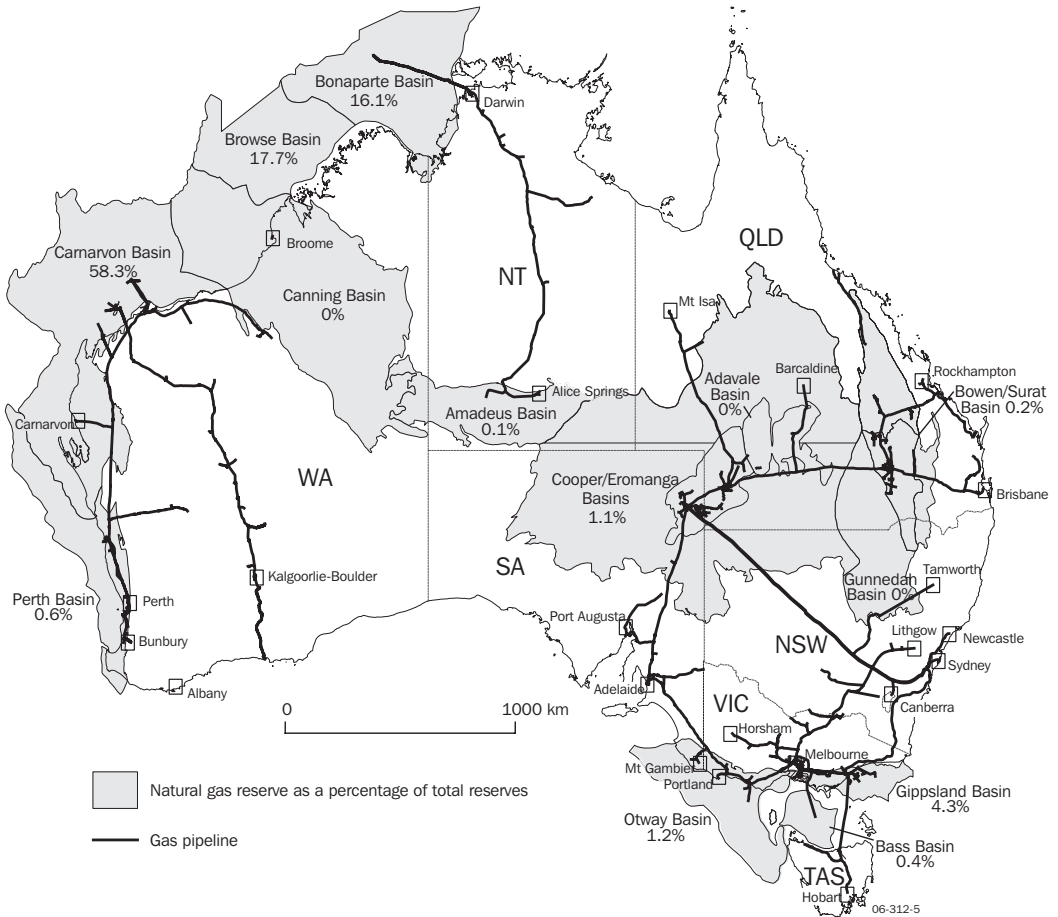 Bonaparte Basin
16.1%
Darwin
Browse Basin
17.7%
Broome
Carnarvon Basin
58.3%
Canning Basin
0%
NT
QLD
Mt Isa
Adavale
Basin
0%
Barcaldine
Rockhampton
Bowen/Surat
Basin 0.2%
Alice Springs
Amadeus Basin
0.1%
Carnarvon
WA
Cooper/Eromanga
Basins
1.1%
Brisbane
SA
Kalgoorlie-Boulder
Perth Basin
0.6%
Perth
Bunbury
Albany
Gunnedah
Basin 0%
Tamworth
Port Augusta
Lithgow
Newcastle
NSW
Sydney
Adelaide
Canberra
VIC
0
1000 km
Horsham
Melbourne
Mt Gambier
Portland
Gippsland Basin
4.3%
Otway Basin
1.2%
Bass Basin
0.4%
TAS
Hobart
Natural gas reserve as a percentage of total reserves
Gas pipeline
06-312-5